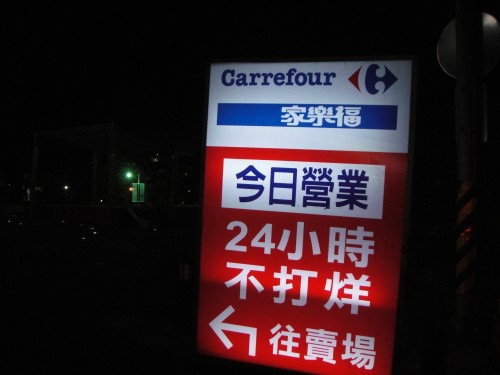 Carrefour
家樂福
今日營業
24小時
不打烊
往賣場